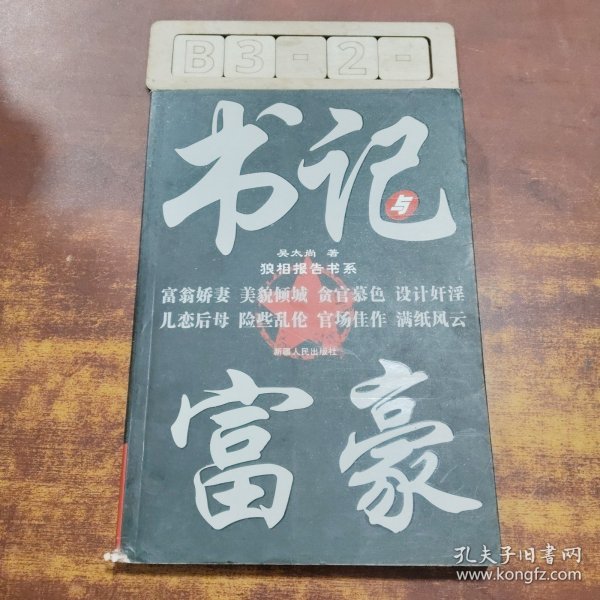 B3-2-
书记
与
吴太尚 著
狼相报告书系
富翁娇妻 美貌倾城 贪官慕色 设计奸淫
儿恋后母 险些乱伦 官场佳作 满纸风云
新疆人民出版社
富豪
孔夫子旧书网
www.kongfz.com